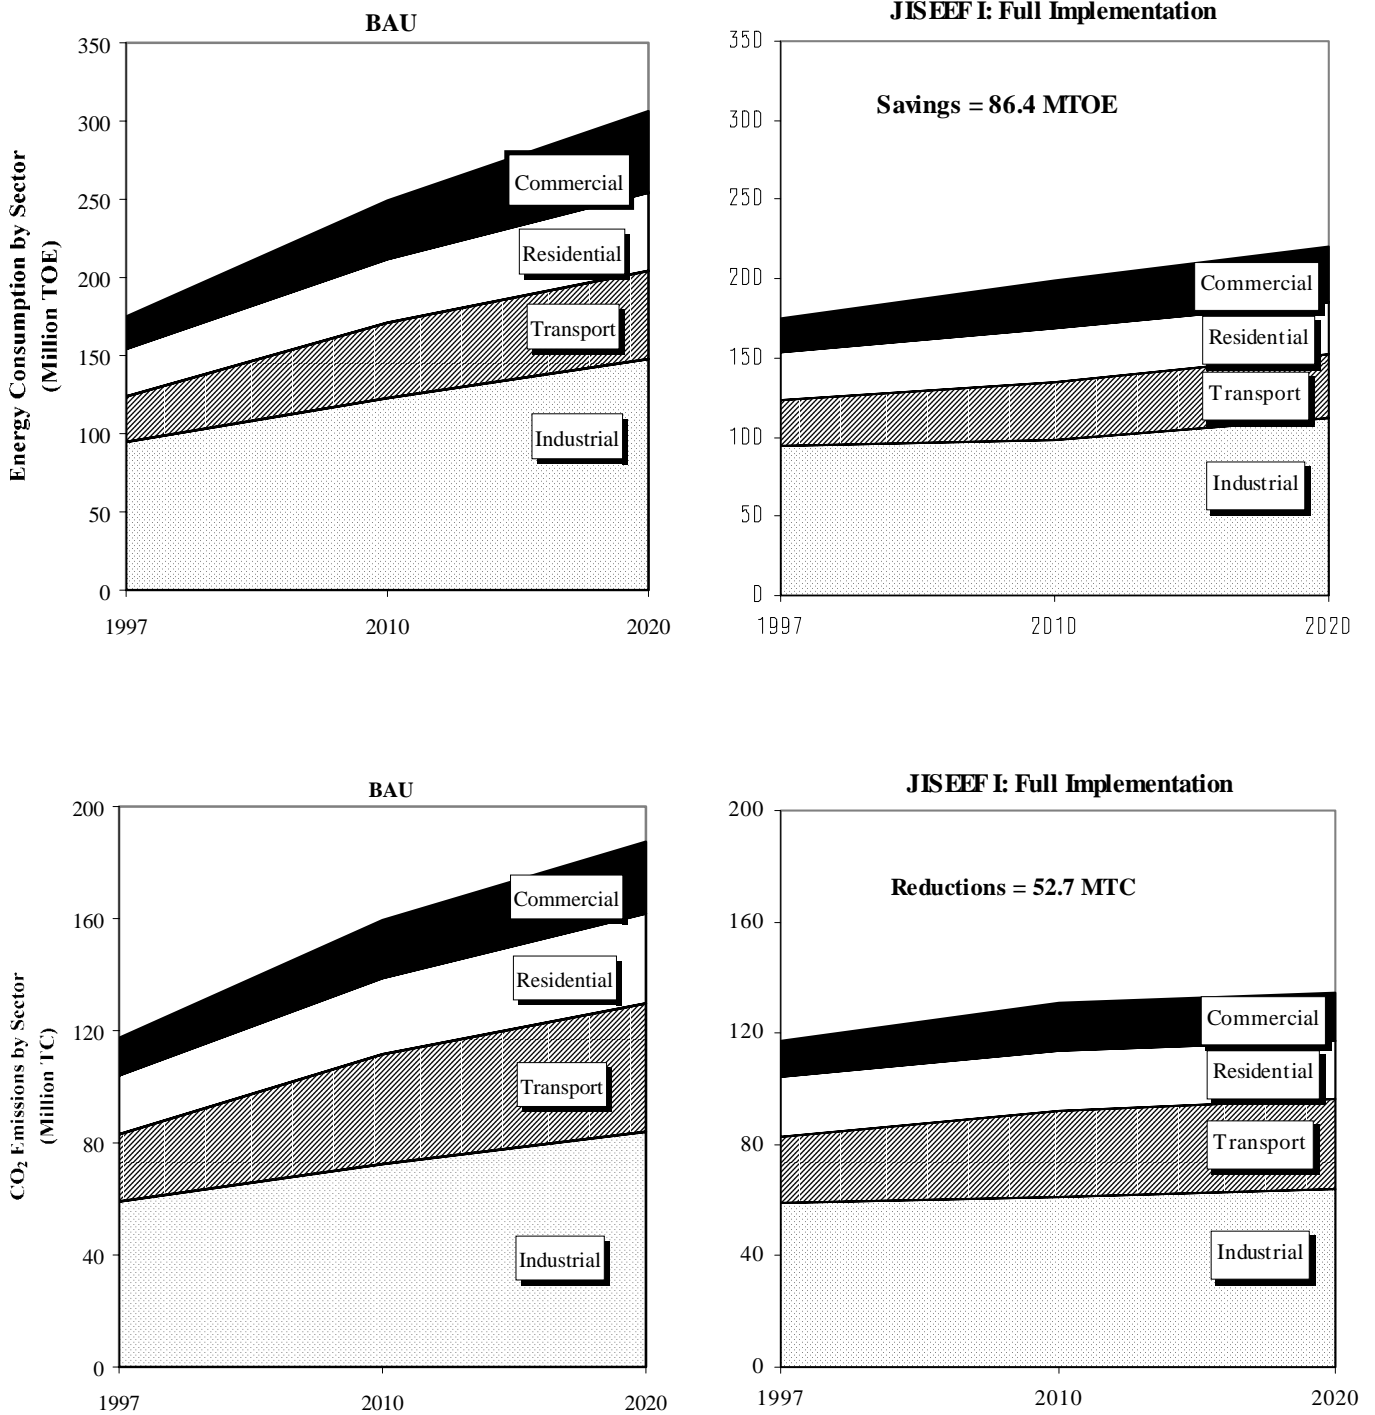 BAU
Energy Consumption by Sector
(Million TOE)
350
300
250
200
150
100
50
0
1997
2010
2020
Commercial
Residential
Transport
Industrial
JISEEF I: Full Implementation
Savings = 86.4 MTOE
350
300
250
200
150
100
50
0
1997
2010
2020
Commercial
Residential
Transport
Industrial
BAU
CO₂ Emissions by Sector
(Million TC)
200
160
120
80
40
0
1997
2010
2020
Commercial
Residential
Transport
Industrial
JISEEF I: Full Implementation
Reductions = 52.7 MTC
200
160
120
80
40
0
1997
2010
2020
Commercial
Residential
Transport
Industrial